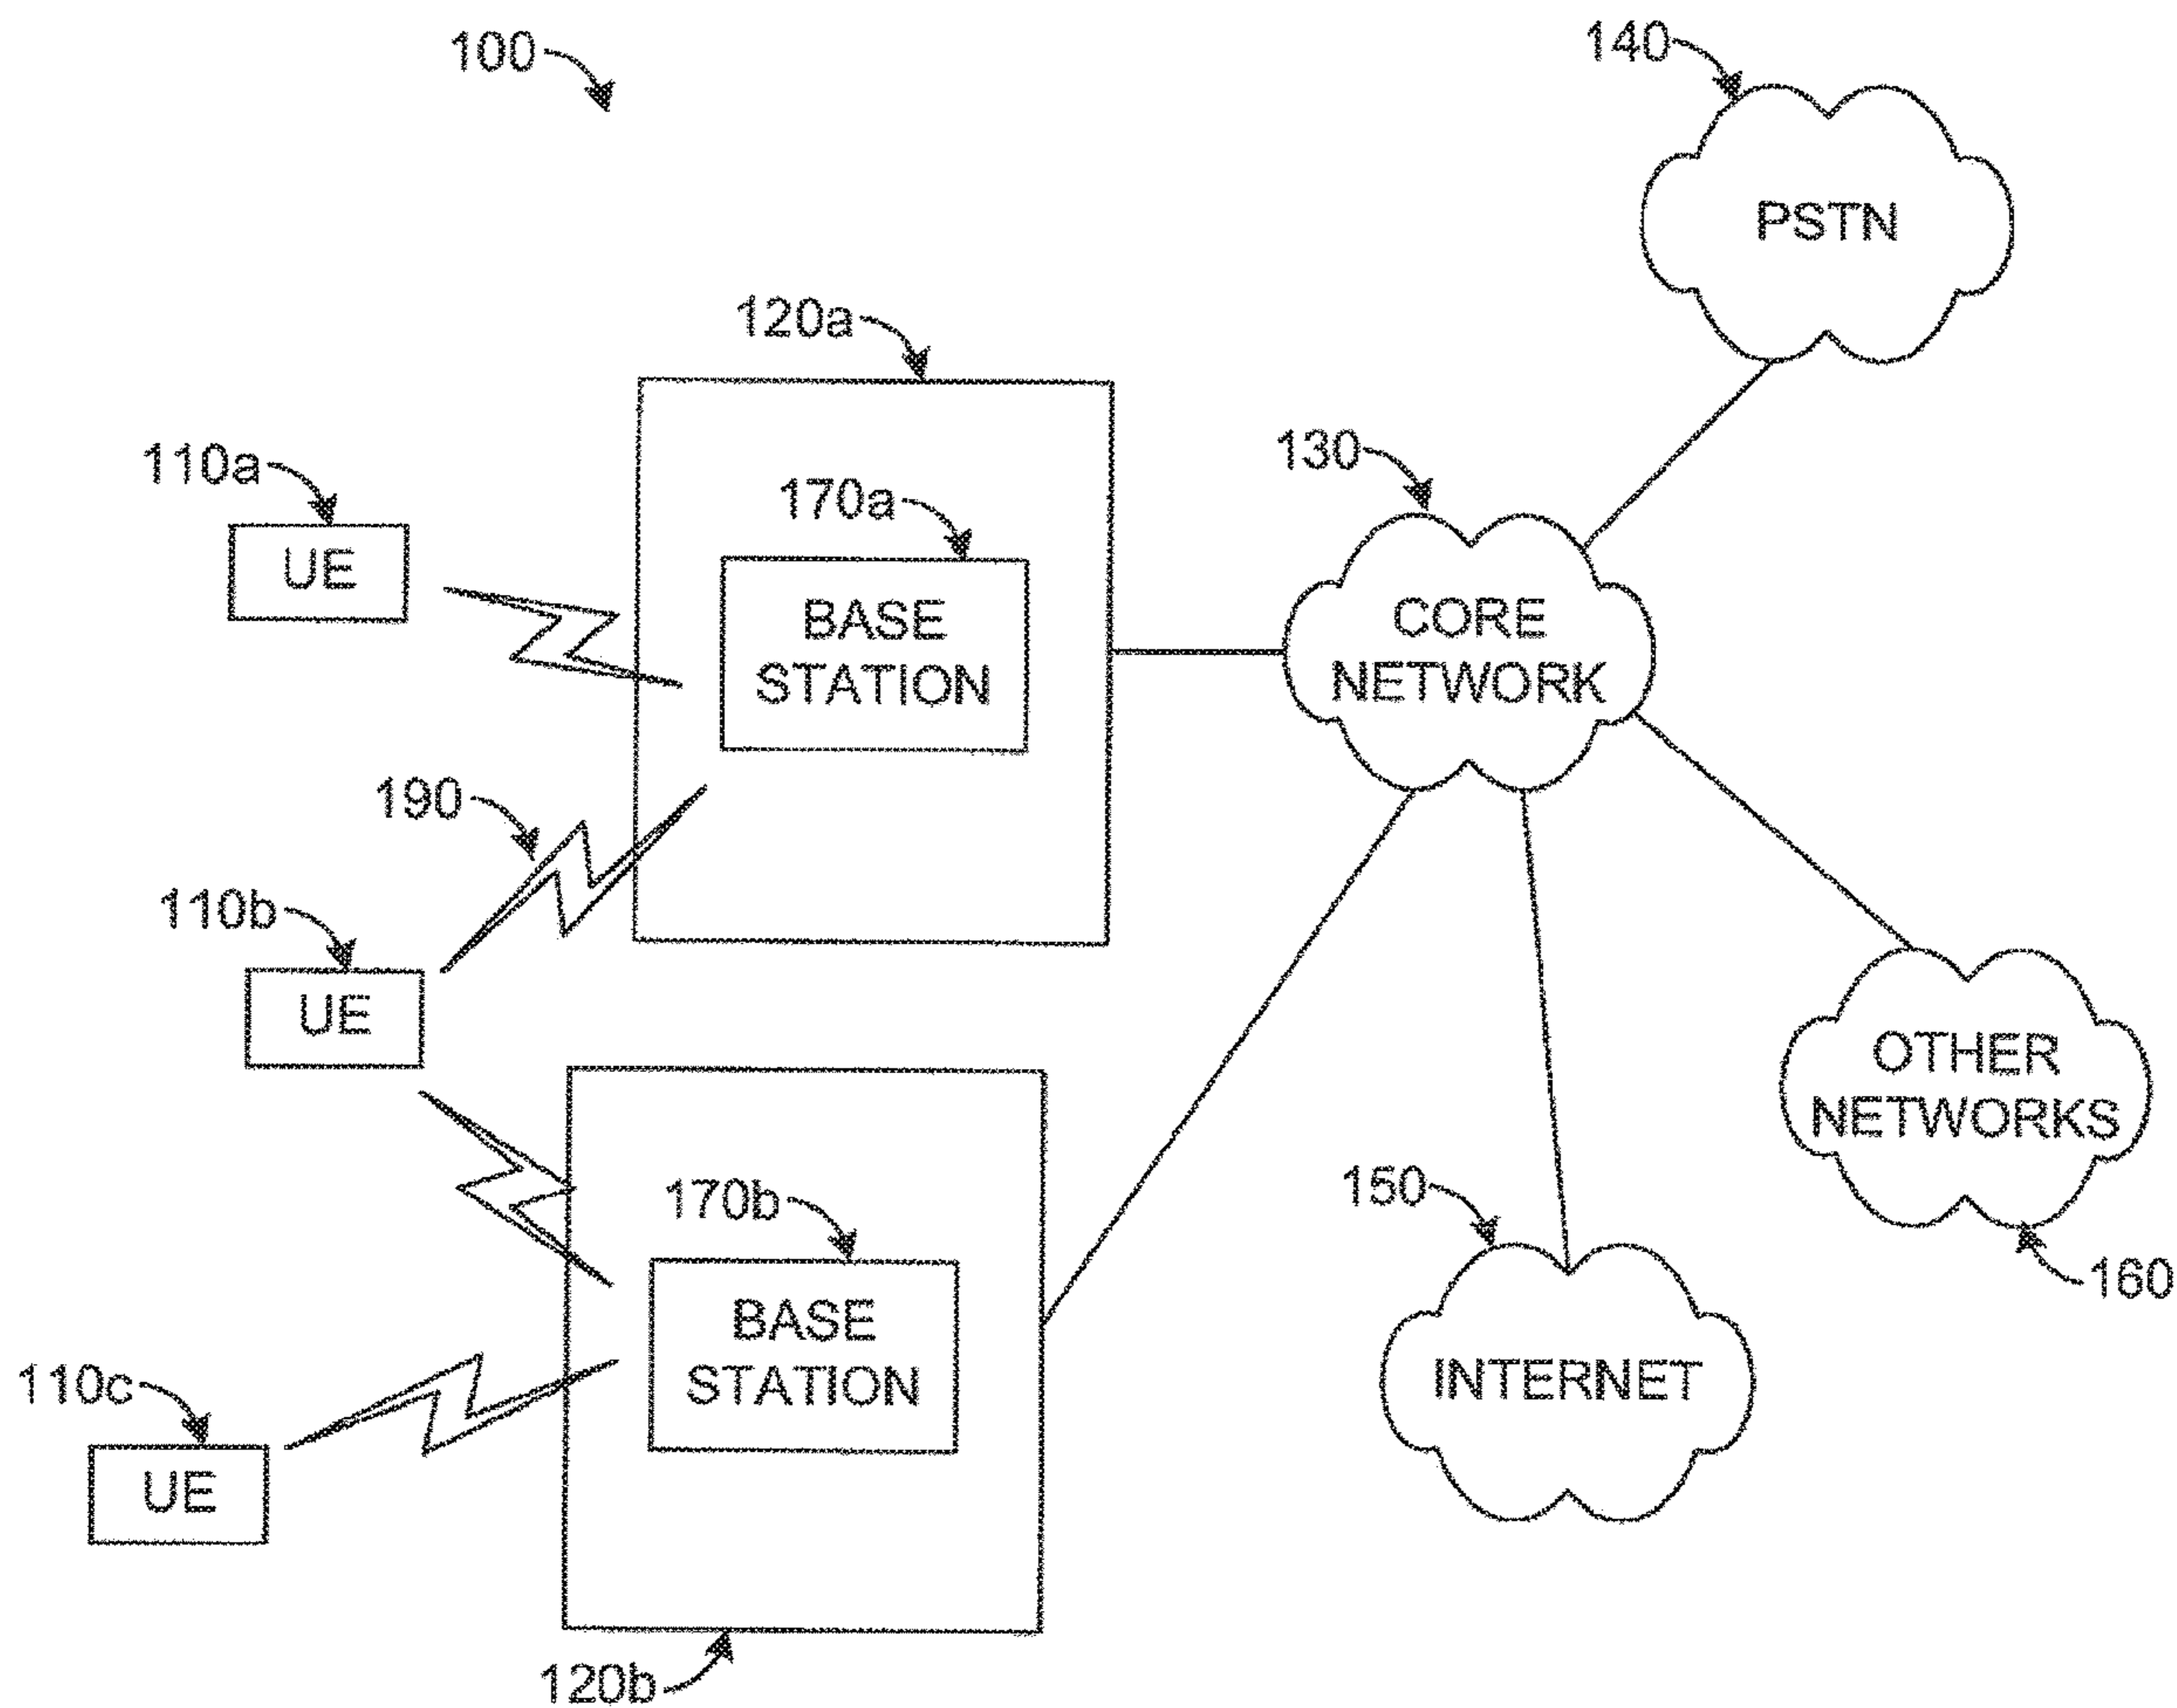 100
140
PSTN
120a
110a
UE
170a
BASE
STATION
130
CORE
NETWORK
190
110b
UE
OTHER
NETWORKS
160
170b
BASE
STATION
150
INTERNET
110c
UE
120b